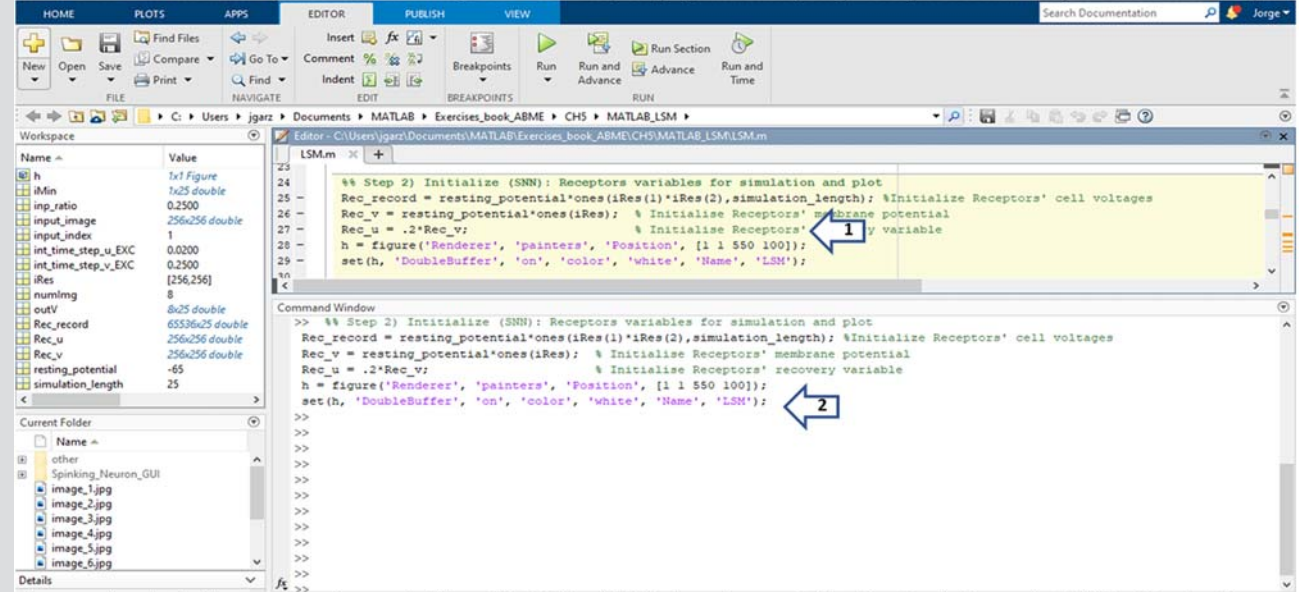 HOME PLOTS APPS EDITOR PUBLISH VIEW Search Documentation Jorge
New Open Save Find Files Compare Print Go To Find Insert fx Comment % Indent Breakpoints Run Run and Advance Run Section Advance Run and Time
FILE NAVIGATE EDIT BREAKPOINTS RUN
C: Users jgarz Documents MATLAB Exercises_book_ABME CH5 MATLAB_LSM
Workspace
Name Value
h 1x1 Figure
iMin 1x25 double
inp_ratio 0.2500
input_image 256x256 double
input_index 1
int_time_step_u_EXC 0.0200
int_time_step_v_EXC 0.2500
iRes [256,256]
numImg 8
outV 8x25 double
Rec_record 65536x25 double
Rec_u 256x256 double
Rec_v 256x256 double
resting_potential -65
simulation_length 25
Current Folder
Name
other
Spinking_Neuron_GUI
image_1.jpg
image_2.jpg
image_3.jpg
image_4.jpg
image_5.jpg
image_6.jpg
Details
Editor - C:\Users\jgarz\Documents\MATLAB\Exercises_book_ABME\CH5\MATLAB_LSM\LSM.m
LSM.m +
23
24 %% Step 2) Initialize (SNN): Receptors variables for simulation and plot
25 - Rec_record = resting_potential*ones(iRes(1)*iRes(2),simulation_length); %Initialize Receptors' cell voltages
26 - Rec_v = resting_potential*ones(iRes); % Initialise Receptors' membrane potential
27 - Rec_u = .2*Rec_v; % Initialise Receptors' variable
1
28 - h = figure('Renderer', 'painters', 'Position', [1 1 550 100]);
29 - set(h, 'DoubleBuffer', 'on', 'color', 'white', 'Name', 'LSM');
30
Command Window
>> %% Step 2) Intitialize (SNN): Receptors variables for simulation and plot
Rec_record = resting_potential*ones(iRes(1)*iRes(2),simulation_length); %Initialize Receptors' cell voltages
Rec_v = resting_potential*ones(iRes); % Initialise Receptors' membrane potential
Rec_u = .2*Rec_v; % Initialise Receptors' recovery variable
h = figure('Renderer', 'painters', 'Position', [1 1 550 100]);
set(h, 'DoubleBuffer', 'on', 'color', 'white', 'Name', 'LSM');
2
>>
>>
>>
>>
>>
>>
>>
>>
>>
>>
fx >>